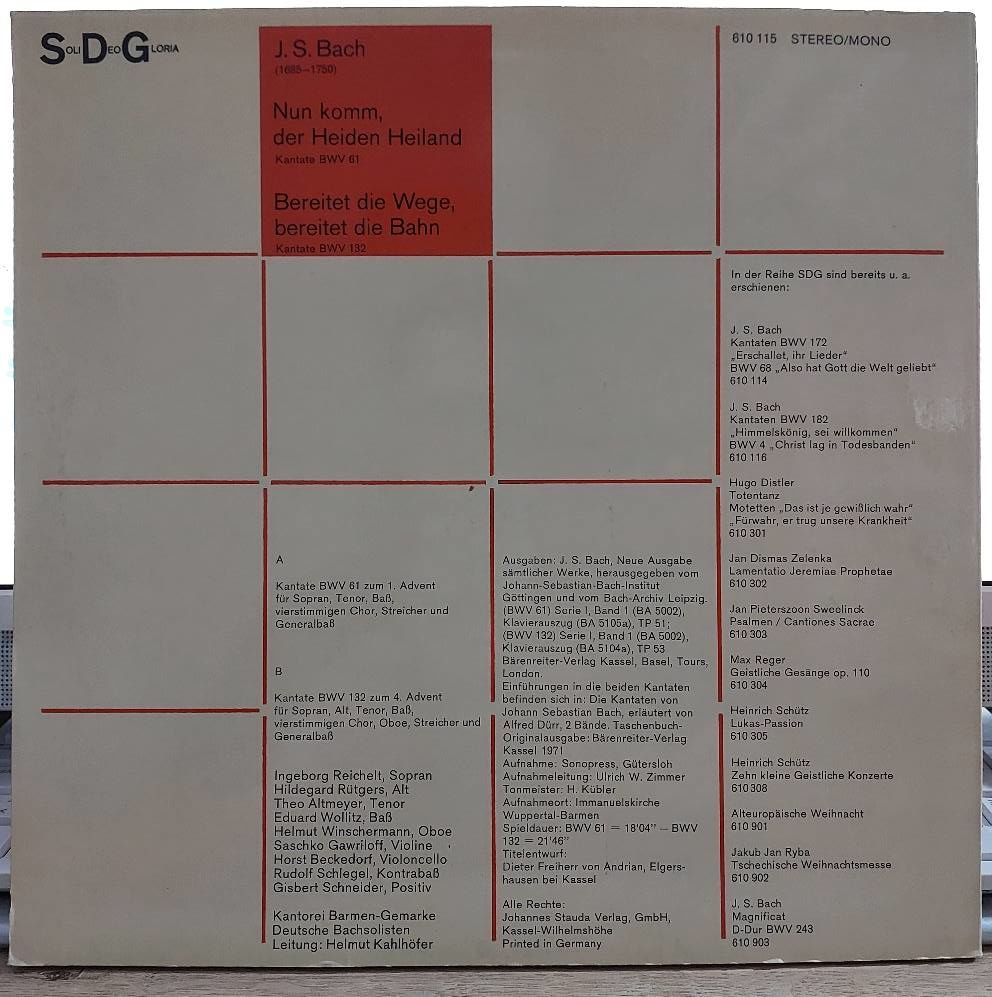 SOLI DEO GLORIA
J. S. Bach
(1685–1750)
Nun komm,
der Heiden Heiland
Kantate BWV 61
Bereitet die Wege,
bereitet die Bahn
Kantate BWV 132
610 115 STEREO/MONO
A
Kantate BWV 61 zum 1. Advent
für Sopran, Tenor, Baß,
vierstimmigen Chor, Streicher und
Generalbaß
B
Kantate BWV 132 zum 4. Advent
für Sopran, Alt, Tenor, Baß,
vierstimmigen Chor, Oboe, Streicher und
Generalbaß
Ingeborg Reichelt, Sopran
Hildegard Rütgers, Alt
Theo Altmeyer, Tenor
Eduard Wollitz, Baß
Helmut Winschermann, Oboe
Saschko Gawriloff, Violine
Horst Beckedorf, Violoncello
Rudolf Schlegel, Kontrabaß
Gisbert Schneider, Positiv
Kantorei Barmen-Gemarke
Deutsche Bachsolisten
Leitung: Helmut Kahlhöfer
Ausgaben: J. S. Bach, Neue Ausgabe
sämtlicher Werke, herausgegeben vom
Johann-Sebastian-Bach-Institut
Göttingen und vom Bach-Archiv Leipzig.
(BWV 61) Serie I, Band 1 (BA 5002),
Klavierauszug (BA 5105a), TP 51;
(BWV 132) Serie I, Band 1 (BA 5002),
Klavierauszug (BA 5104a), TP 53
Bärenreiter-Verlag Kassel, Basel, Tours,
London.
Einführungen in die beiden Kantaten
befinden sich in: Die Kantaten von
Johann Sebastian Bach, erläutert von
Alfred Dürr, 2 Bände. Taschenbuch-
Originalausgabe: Bärenreiter-Verlag
Kassel 1971
Aufnahme: Sonopress, Gütersloh
Aufnahmeleitung: Ulrich W. Zimmer
Tonmeister: H. Kübler
Aufnahmeort: Immanuelskirche
Wuppertal-Barmen
Spieldauer: BWV 61 = 18'04" – BWV
132 = 21'46"
Titelentwurf:
Dieter Freiherr von Andrian, Elgers-
hausen bei Kassel
Alle Rechte:
Johannes Stauda Verlag, GmbH,
Kassel-Wilhelmshöhe
Printed in Germany
In der Reihe SDG sind bereits u. a.
erschienen:
J. S. Bach
Kantaten BWV 172
„Erschallet, ihr Lieder“
BWV 68 „Also hat Gott die Welt geliebt“
610 114
J. S. Bach
Kantaten BWV 182
„Himmelskönig, sei willkommen“
BWV 4 „Christ lag in Todesbanden“
610 116
Hugo Distler
Totentanz
Motetten „Das ist je gewißlich wahr“
„Fürwahr, er trug unsere Krankheit“
610 301
Jan Dismas Zelenka
Lamentatio Jeremiae Prophetae
610 302
Jan Pieterszoon Sweelinck
Psalmen / Cantiones Sacrae
610 303
Max Reger
Geistliche Gesänge op. 110
610 304
Heinrich Schütz
Lukas-Passion
610 305
Heinrich Schütz
Zehn kleine Geistliche Konzerte
610 308
Alteuropäische Weihnacht
610 901
Jakub Jan Ryba
Tschechische Weihnachtsmesse
610 902
J. S. Bach
Magnificat
D-Dur BWV 243
610 903